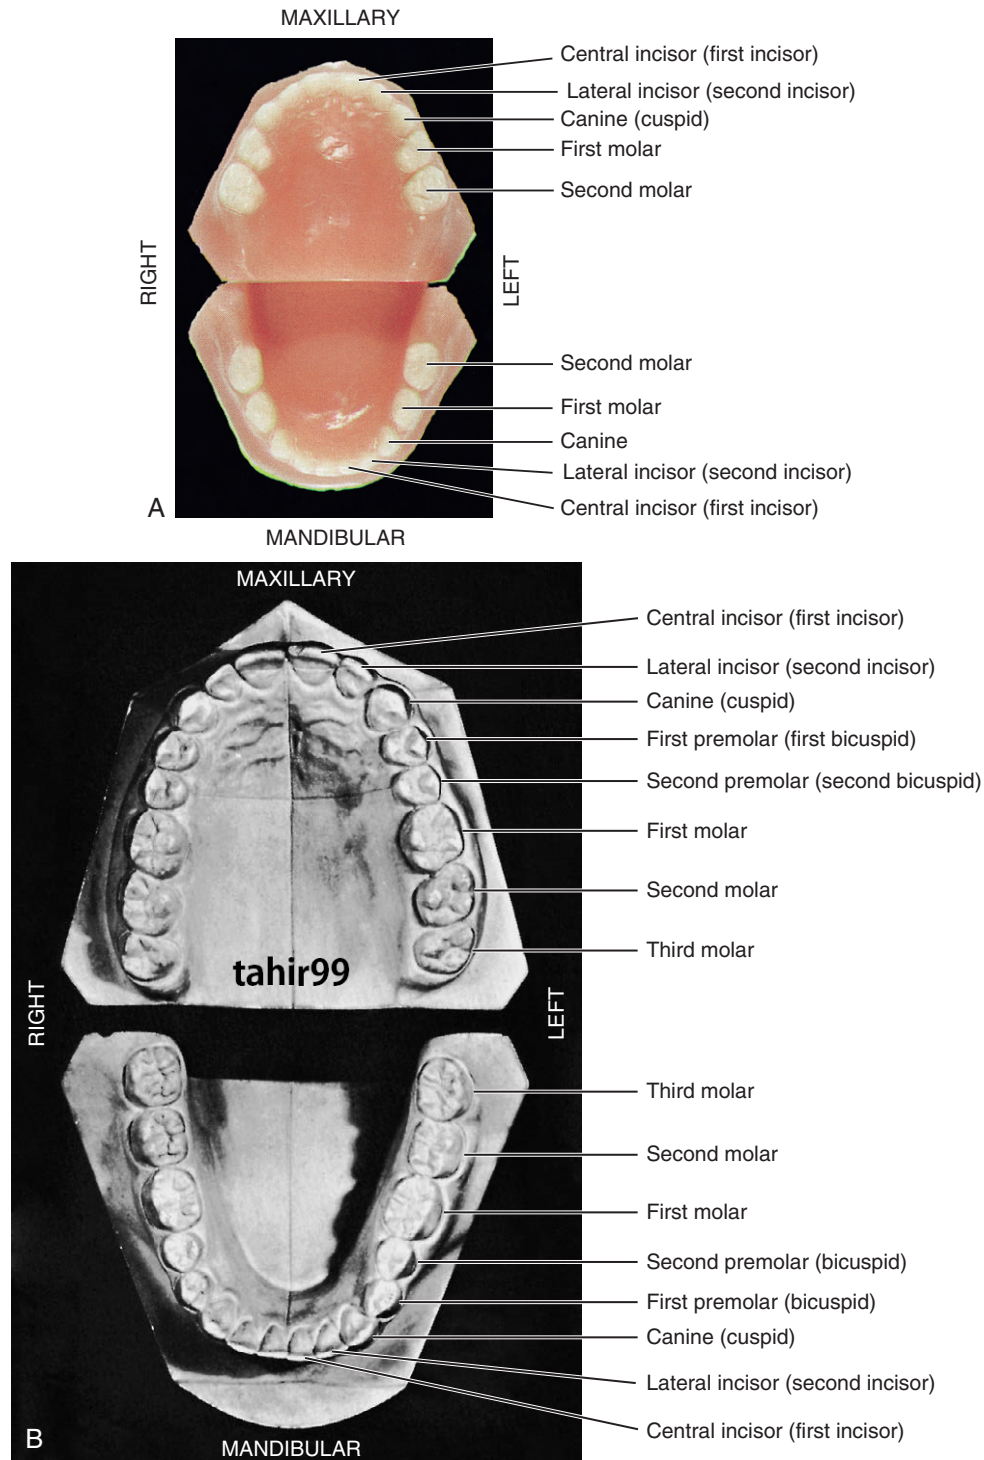 MAXILLARY
Central incisor (first incisor)
Lateral incisor (second incisor)
Canine (cuspid)
First molar
Second molar
RIGHT
LEFT
Second molar
First molar
Canine
Lateral incisor (second incisor)
Central incisor (first incisor)
A
MANDIBULAR
MAXILLARY
Central incisor (first incisor)
Lateral incisor (second incisor)
Canine (cuspid)
First premolar (first bicuspid)
Second premolar (second bicuspid)
First molar
Second molar
Third molar
tahir99
RIGHT
LEFT
Third molar
Second molar
First molar
Second premolar (bicuspid)
First premolar (bicuspid)
Canine (cuspid)
Lateral incisor (second incisor)
Central incisor (first incisor)
B
MANDIBULAR